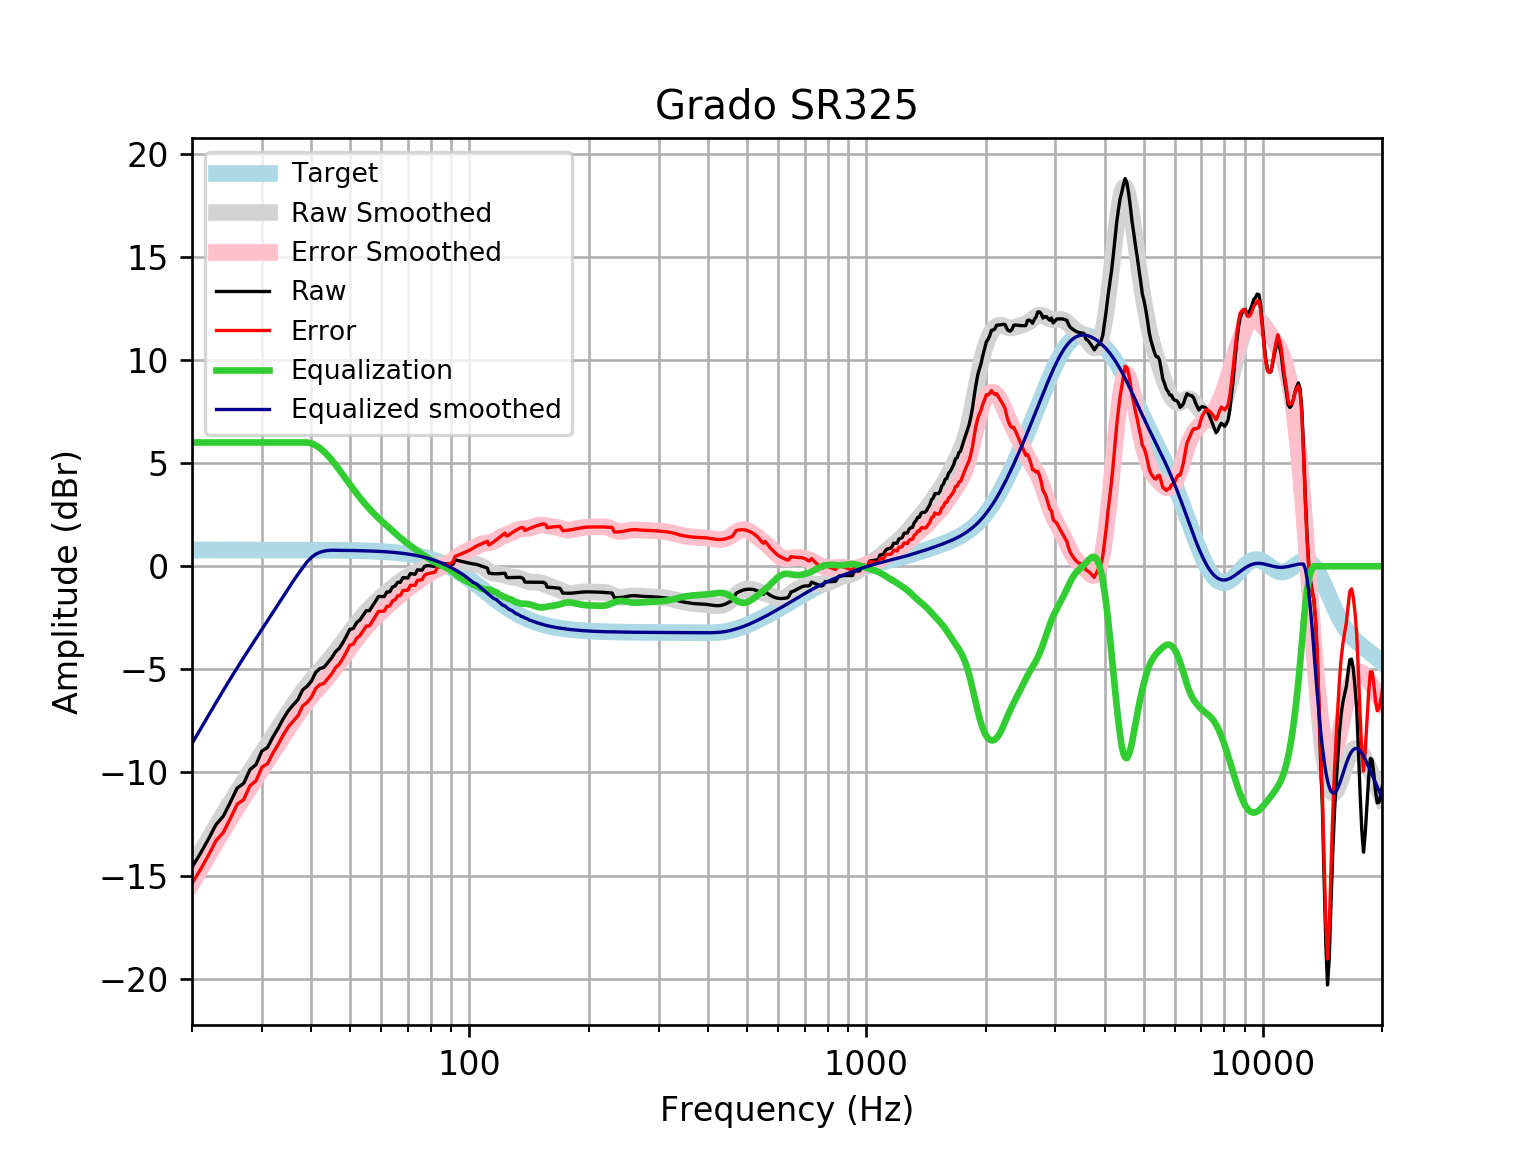 Grado SR325
20
15
10
5
0
−5
−10
−15
−20
Amplitude (dBr)
Target
Raw Smoothed
Error Smoothed
Raw
Error
Equalization
Equalized smoothed
100 1000 10000
Frequency (Hz)